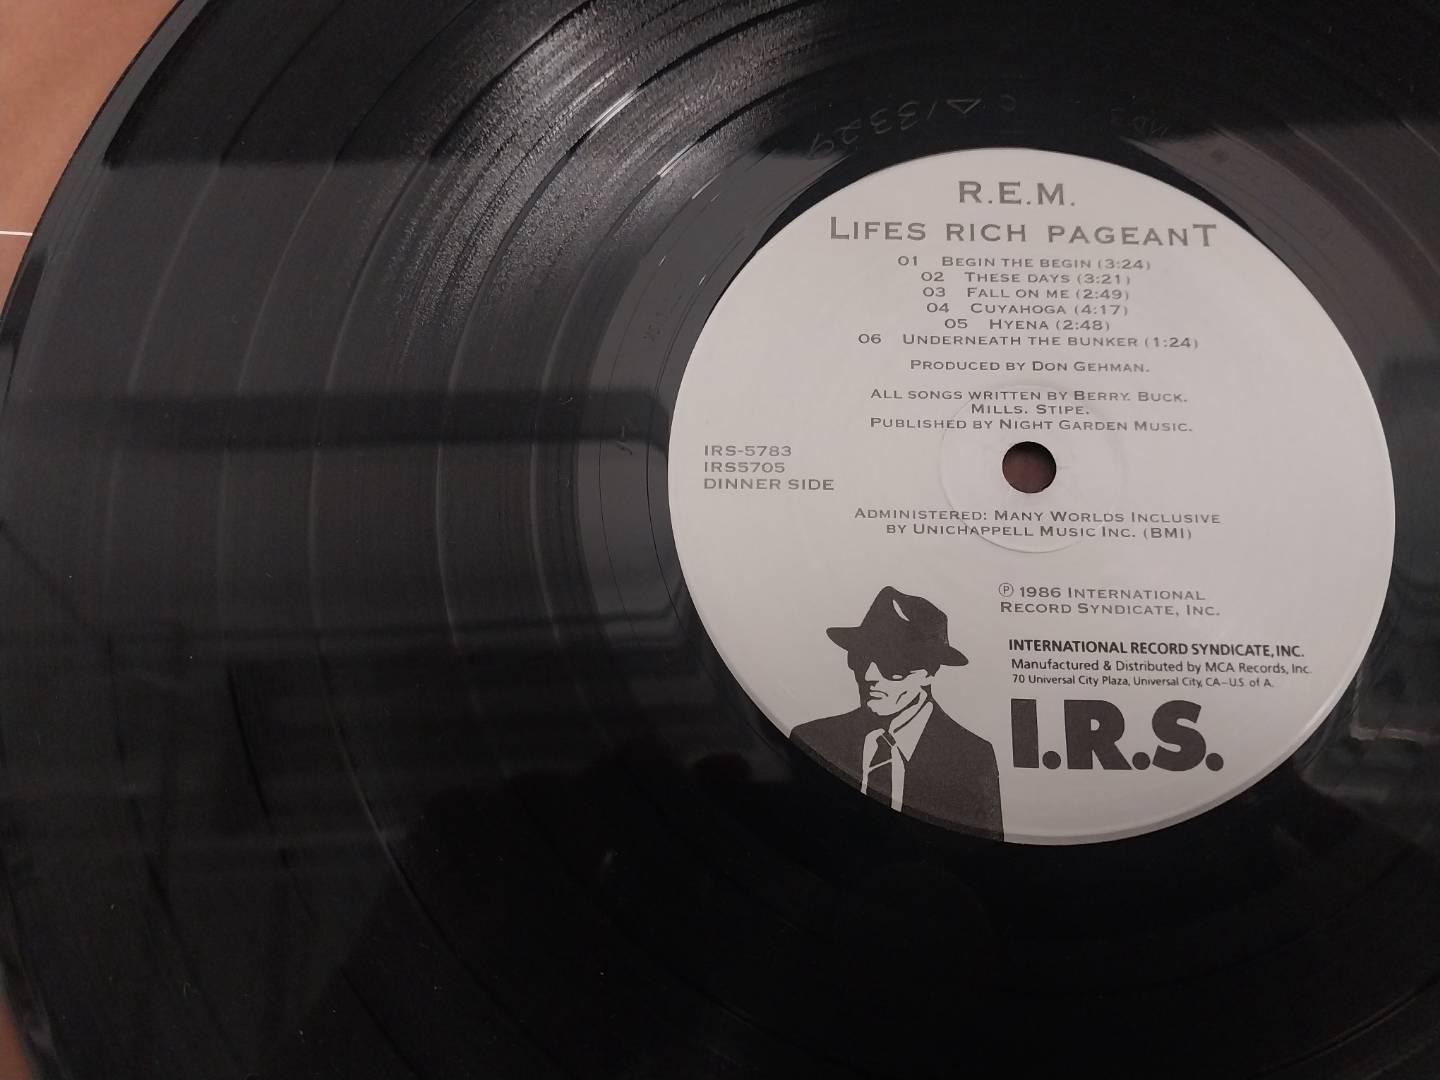 R.E.M.
LIFES RICH PAGEANT
01 BEGIN THE BEGIN (3:24)
02 THESE DAYS (3:21)
03 FALL ON ME (2:49)
04 CUYAHOGA (4:17)
05 HYENA (2:48)
06 UNDERNEATH THE BUNKER (1:24)
PRODUCED BY DON GEHMAN.
ALL SONGS WRITTEN BY BERRY. BUCK.
MILLS. STIPE.
PUBLISHED BY NIGHT GARDEN MUSIC.
IRS-5783
IRS5705
DINNER SIDE
ADMINISTERED: MANY WORLDS INCLUSIVE
BY UNICHAPPELL MUSIC INC. (BMI)
Ⓟ 1986 INTERNATIONAL
RECORD SYNDICATE, INC.
INTERNATIONAL RECORD SYNDICATE, INC.
Manufactured & Distributed by MCA Records, Inc.
70 Universal City Plaza, Universal City, CA–U.S. of A.
I.R.S.